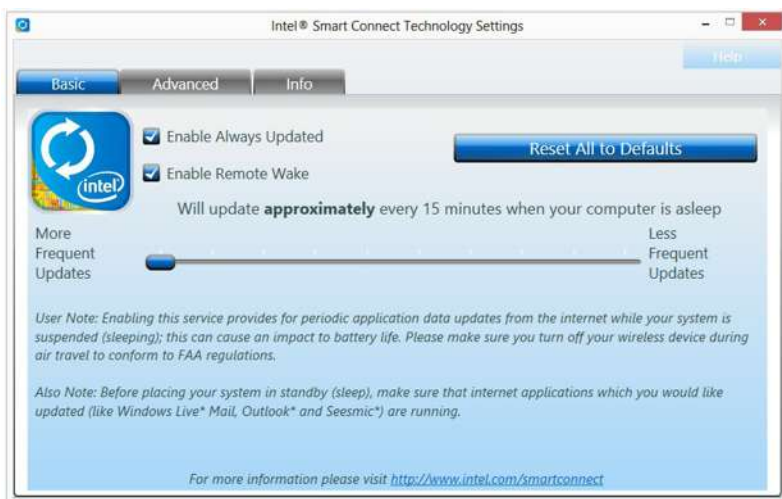 Intel® Smart Connect Technology Settings
Help
Basic
Advanced
Info
Enable Always Updated
Reset All to Defaults
Enable Remote Wake
intel
Will update approximately every 15 minutes when your computer is asleep
More
Frequent
Updates
Less
Frequent
Updates
User Note: Enabling this service provides for periodic application data updates from the internet while your system is
suspended (sleeping); this can cause an impact to battery life. Please make sure you turn off your wireless device during
air travel to conform to FAA regulations.
Also Note: Before placing your system in standby (sleep), make sure that internet applications which you would like
updated (like Windows Live* Mail, Outlook* and Seesmic*) are running.
For more information please visit http://www.intel.com/smartconnect